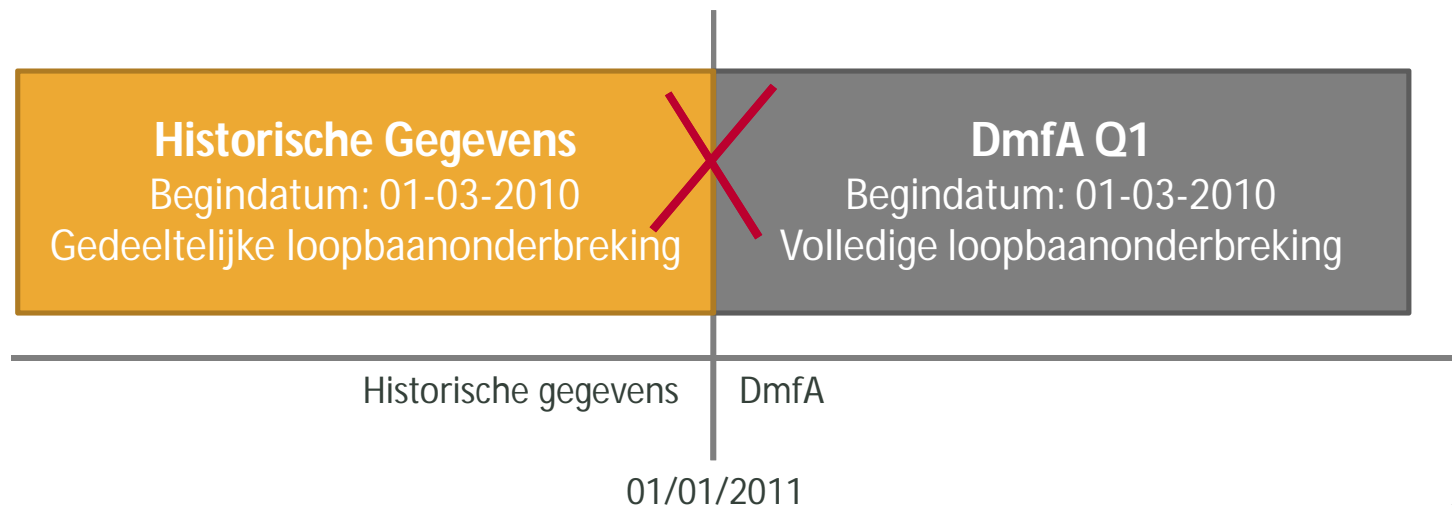 Historische Gegevens
Begindatum: 01-03-2010
Gedeeltelijke loopbaanonderbreking
DmfA Q1
Begindatum: 01-03-2010
Volledige loopbaanonderbreking
Historische gegevens
DmfA
01/01/2011